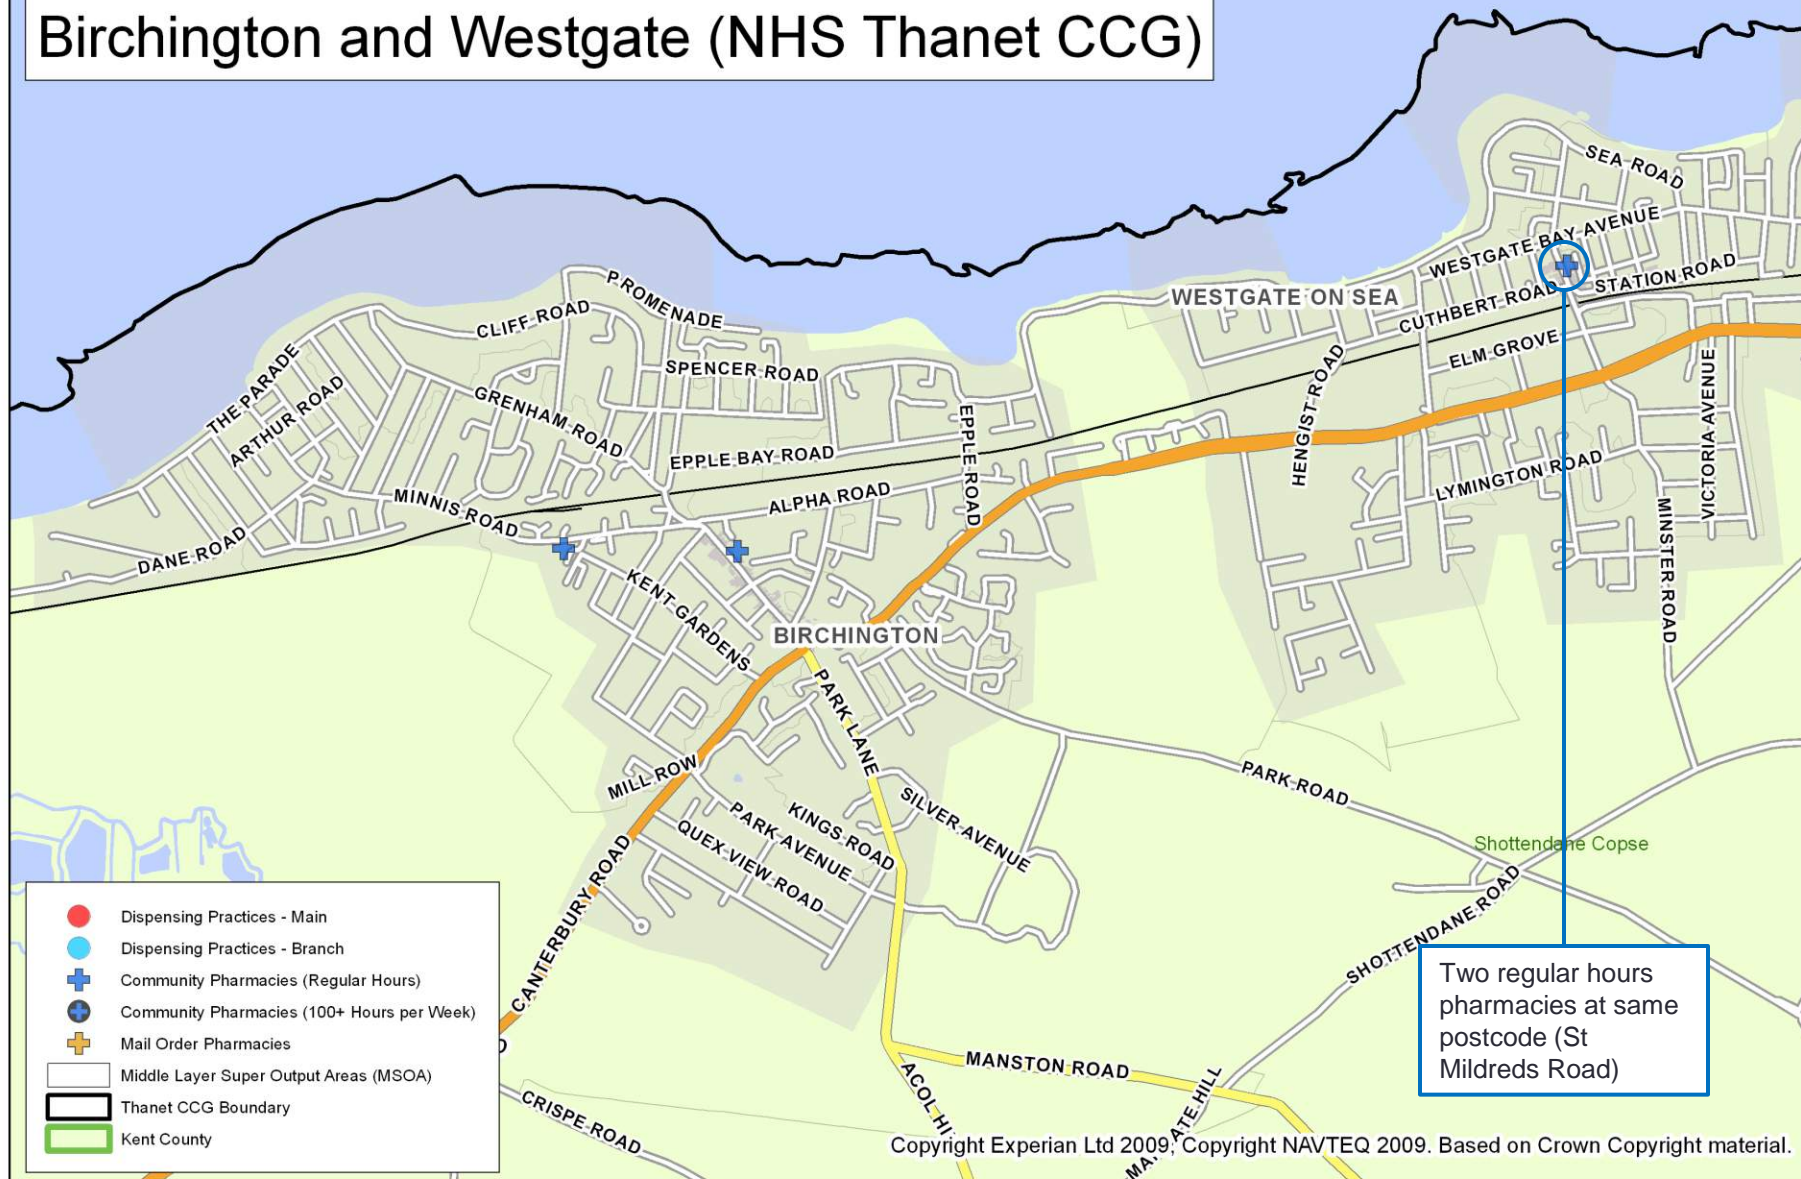 Birchington and Westgate (NHS Thanet CCG)
SEA ROAD
WESTGATE BAY AVENUE
STATION ROAD
WESTGATE ON SEA
CUTHBERT ROAD
ELM GROVE
PROMENADE
CLIFF ROAD
SPENCER ROAD
THE PARADE
ARTHUR ROAD
GRENHAM ROAD
EPPLE BAY ROAD
EPPLE ROAD
HENGIST ROAD
VICTORIA AVENUE
LYMINGTON ROAD
MINNIS ROAD
ALPHA ROAD
DANE ROAD
MINSTER ROAD
KENT GARDENS
BIRCHINGTON
PARK LANE
MILL ROW
PARK ROAD
KINGS ROAD
SILVER AVENUE
PARK AVENUE
QUEX VIEW ROAD
Shottendane Copse
CANTERBURY ROAD
SHOTTENDANE ROAD
Two regular hours
pharmacies at same
postcode (St
Mildreds Road)
Dispensing Practices - Main
Dispensing Practices - Branch
Community Pharmacies (Regular Hours)
Community Pharmacies (100+ Hours per Week)
Mail Order Pharmacies
Middle Layer Super Output Areas (MSOA)
Thanet CCG Boundary
Kent County
MANSTON ROAD
ACOL HI
CRISPE ROAD
HILL
Copyright Experian Ltd 2009; Copyright NAVTEQ 2009. Based on Crown Copyright material.